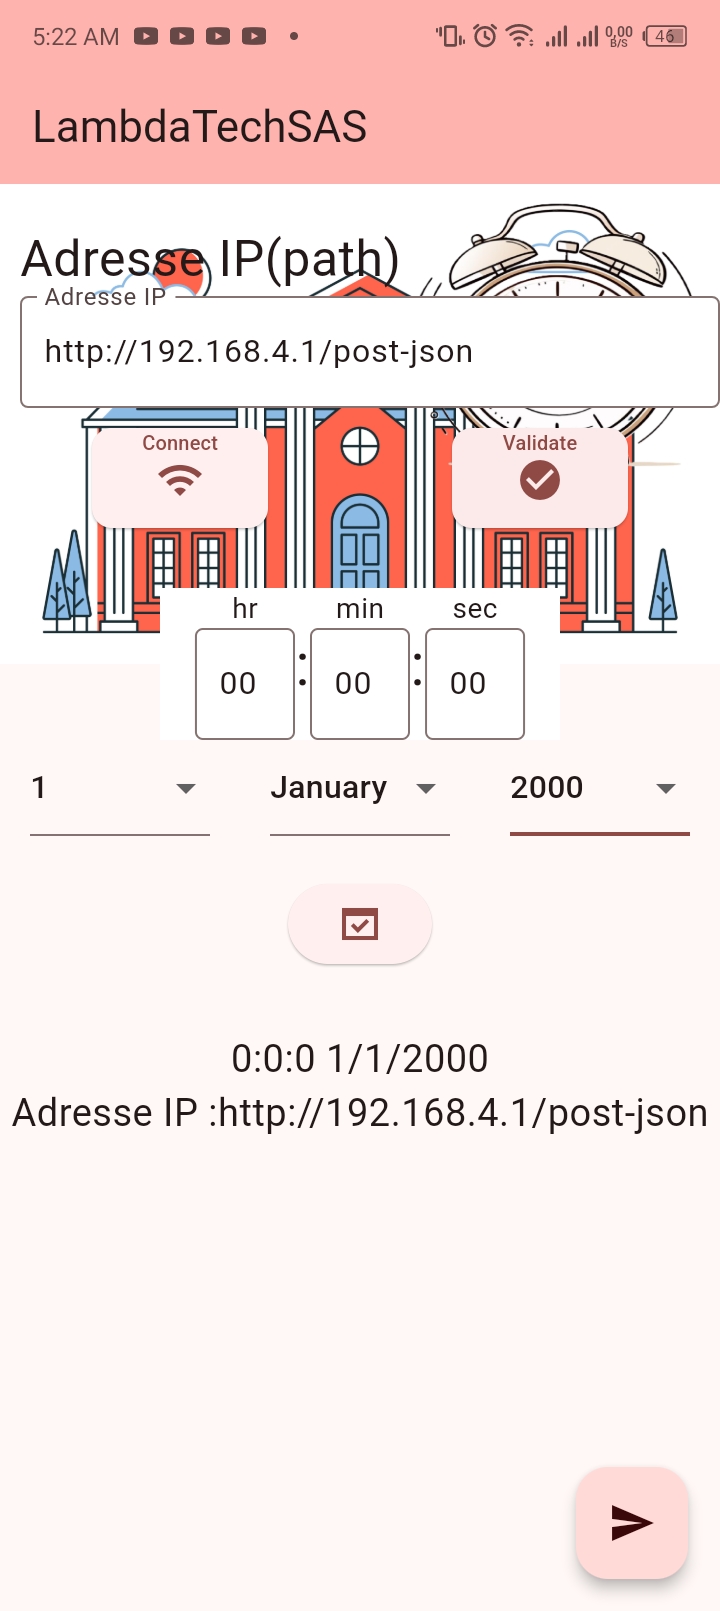 5:22 AM 0.00 B/S 46
LambdaTechSAS
Adresse IP(path)
Adresse IP
http://192.168.4.1/post-json
Connect Validate
hr min sec
00 : 00 : 00
1 January 2000
0:0:0 1/1/2000
Adresse IP :http://192.168.4.1/post-json